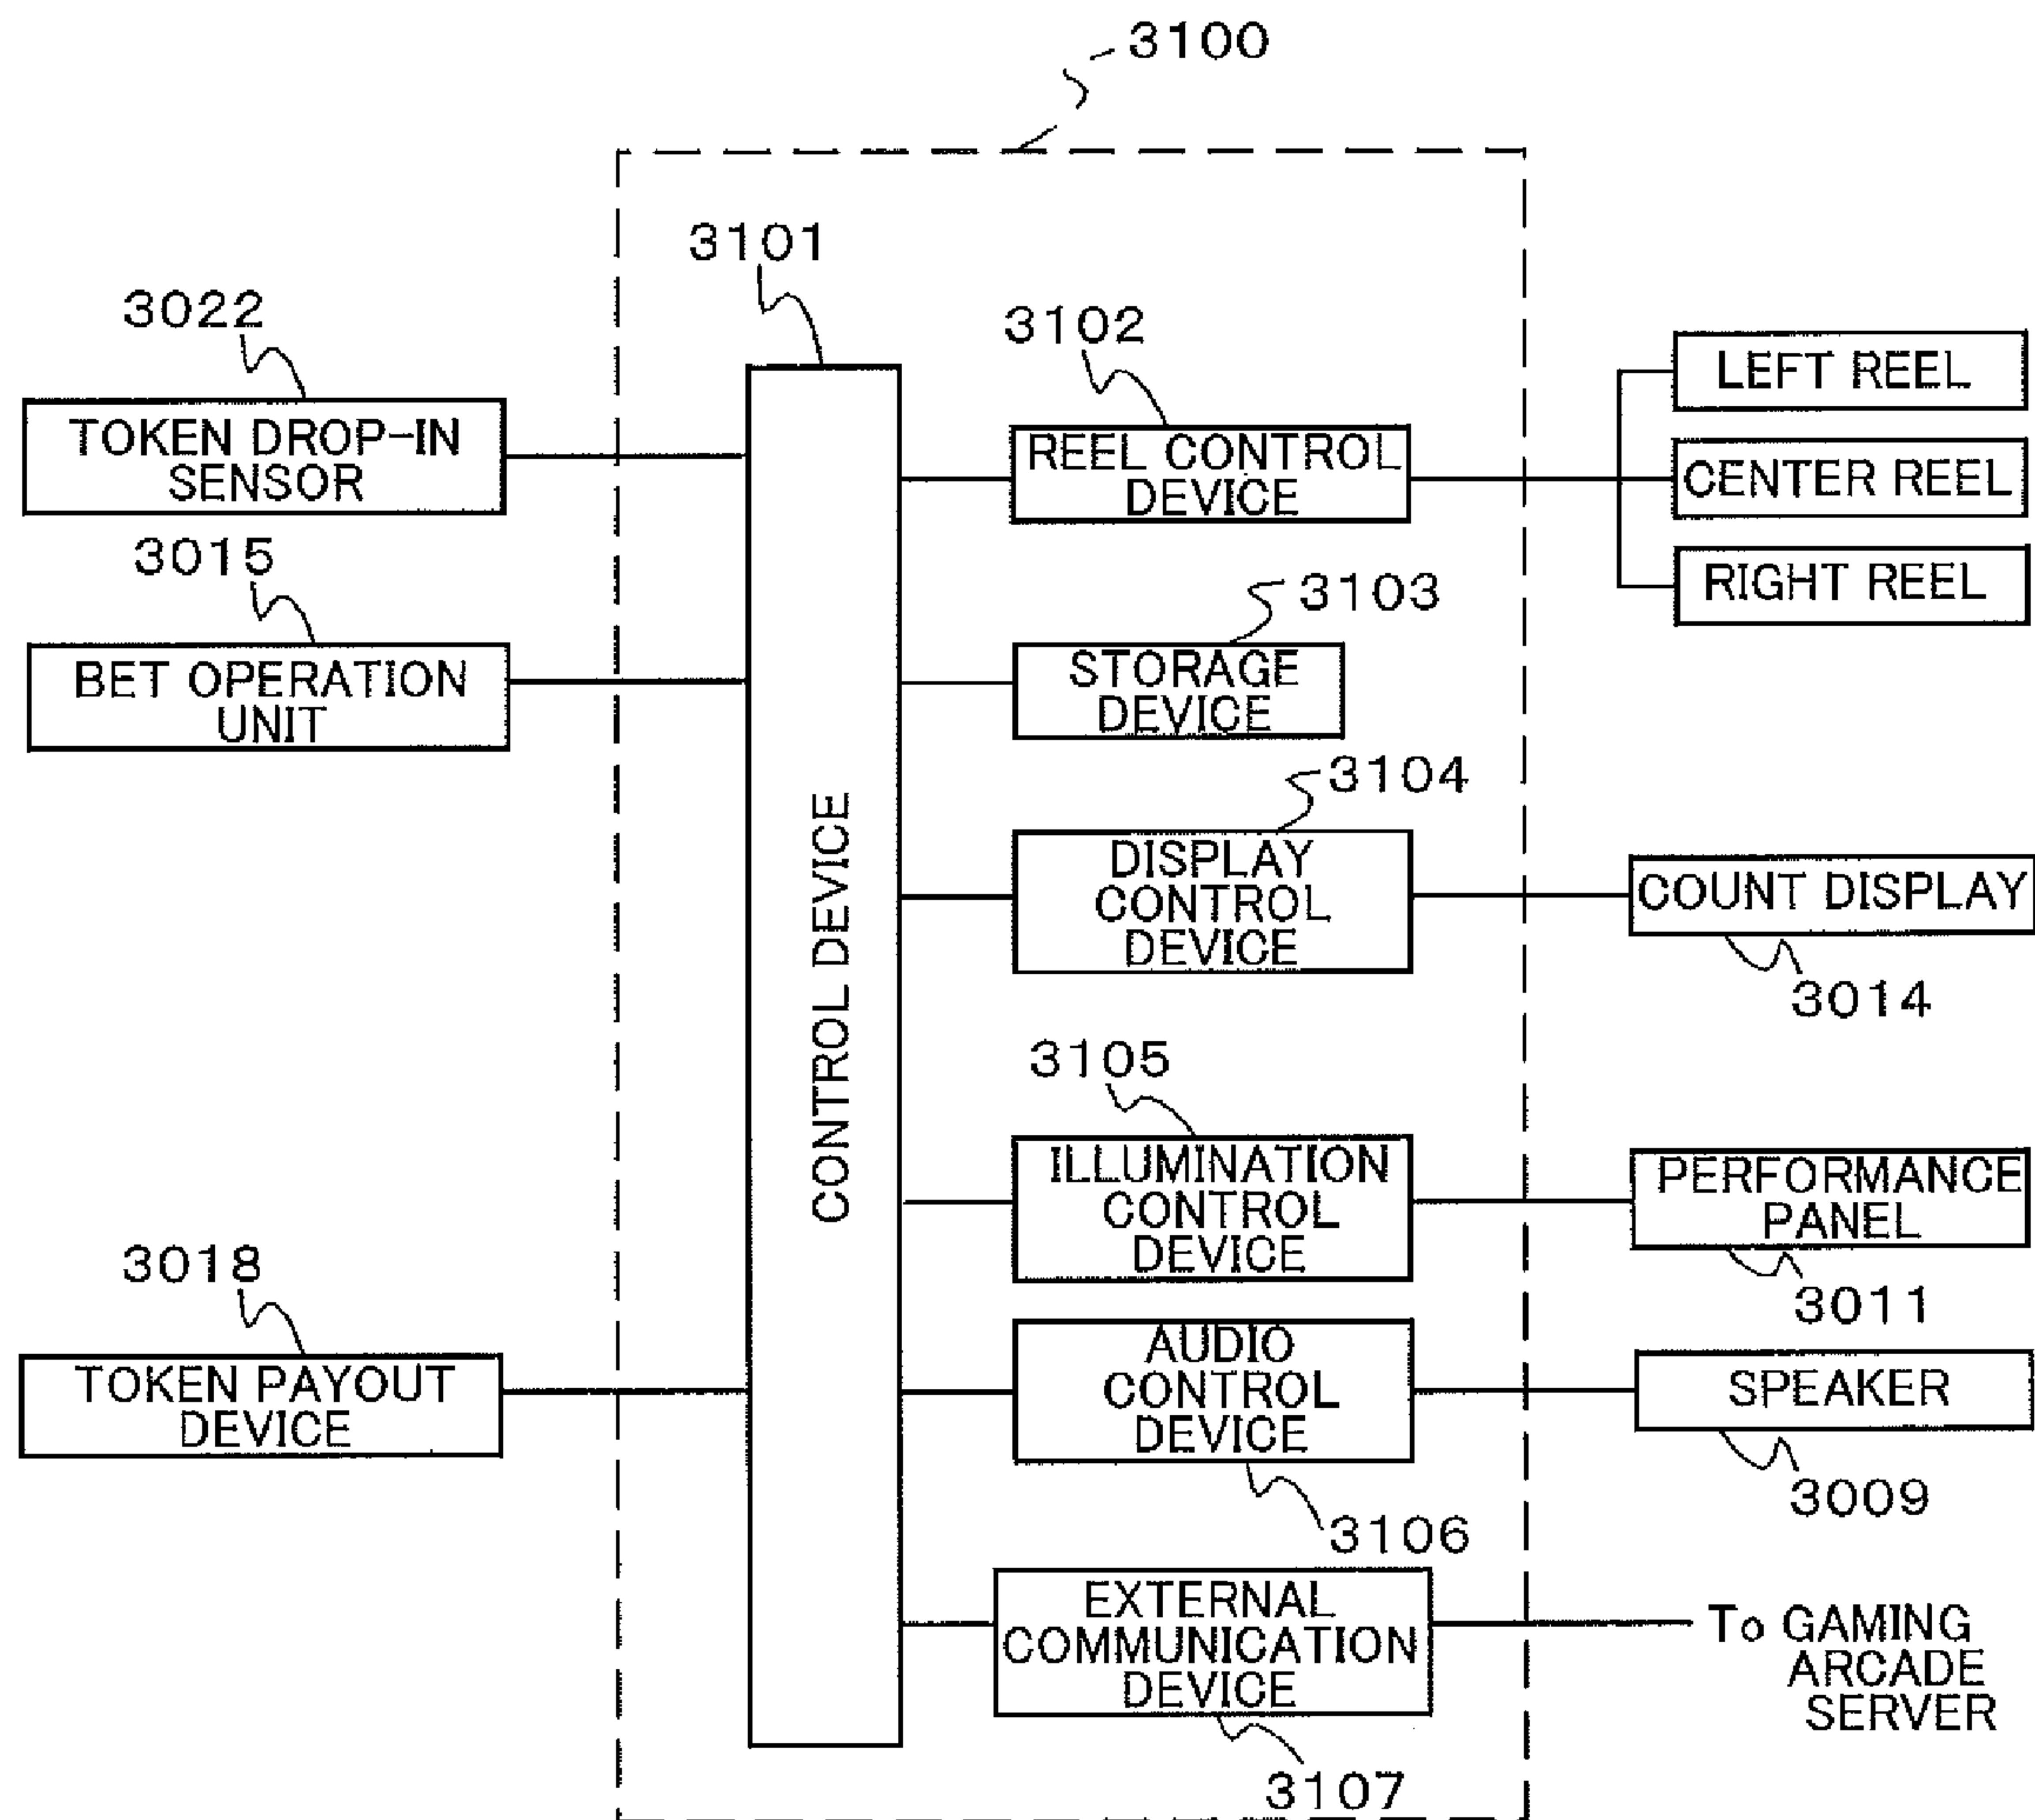 3100
3101
3022
TOKEN DROP-IN
SENSOR
3015
BET OPERATION
UNIT
3018
TOKEN PAYOUT
DEVICE
CONTROL DEVICE
3102
REEL CONTROL
DEVICE
LEFT REEL
CENTER REEL
RIGHT REEL
3103
STORAGE
DEVICE
3104
DISPLAY
CONTROL
DEVICE
COUNT DISPLAY
3014
3105
ILLUMINATION
CONTROL
DEVICE
PERFORMANCE
PANEL
3011
AUDIO
CONTROL
DEVICE
3106
SPEAKER
3009
EXTERNAL
COMMUNICATION
DEVICE
3107
To GAMING
ARCADE
SERVER